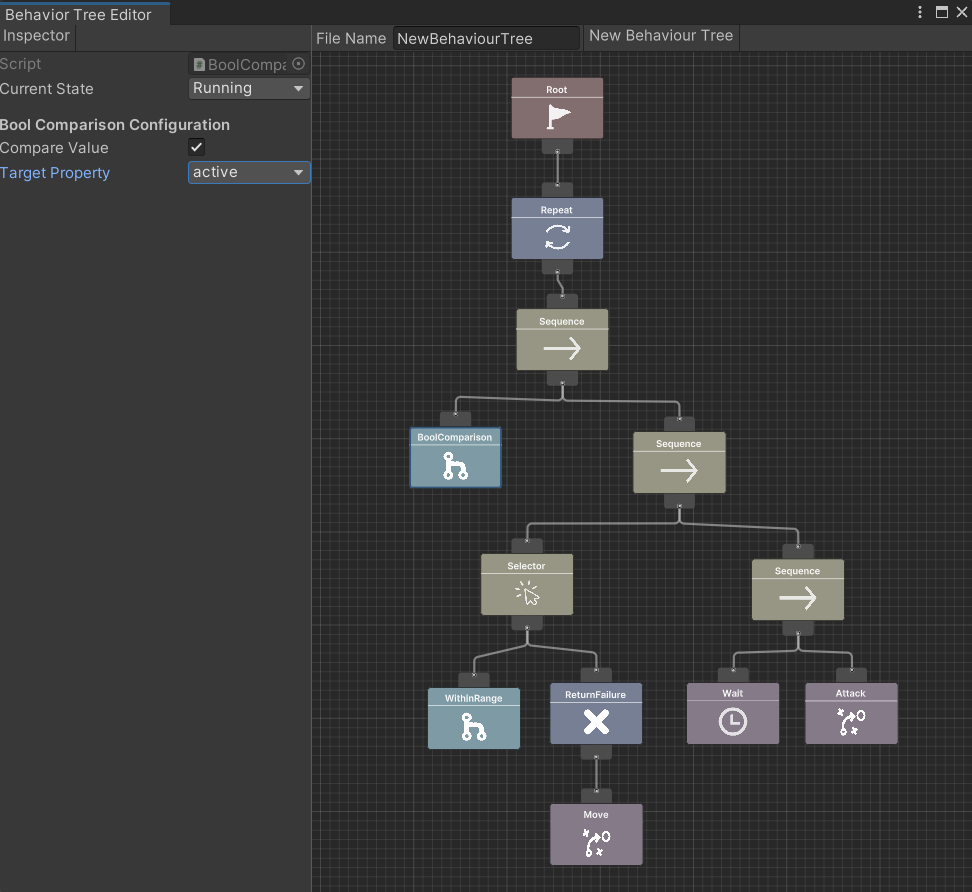 Behavior Tree Editor
Inspector
File Name NewBehaviourTree New Behaviour Tree
Script BoolCompa
Current State Running
Bool Comparison Configuration
Compare Value
Target Property active
Root
Repeat
Sequence
BoolComparison
Sequence
Selector
Sequence
WithinRange
ReturnFailure
Wait
Attack
Move